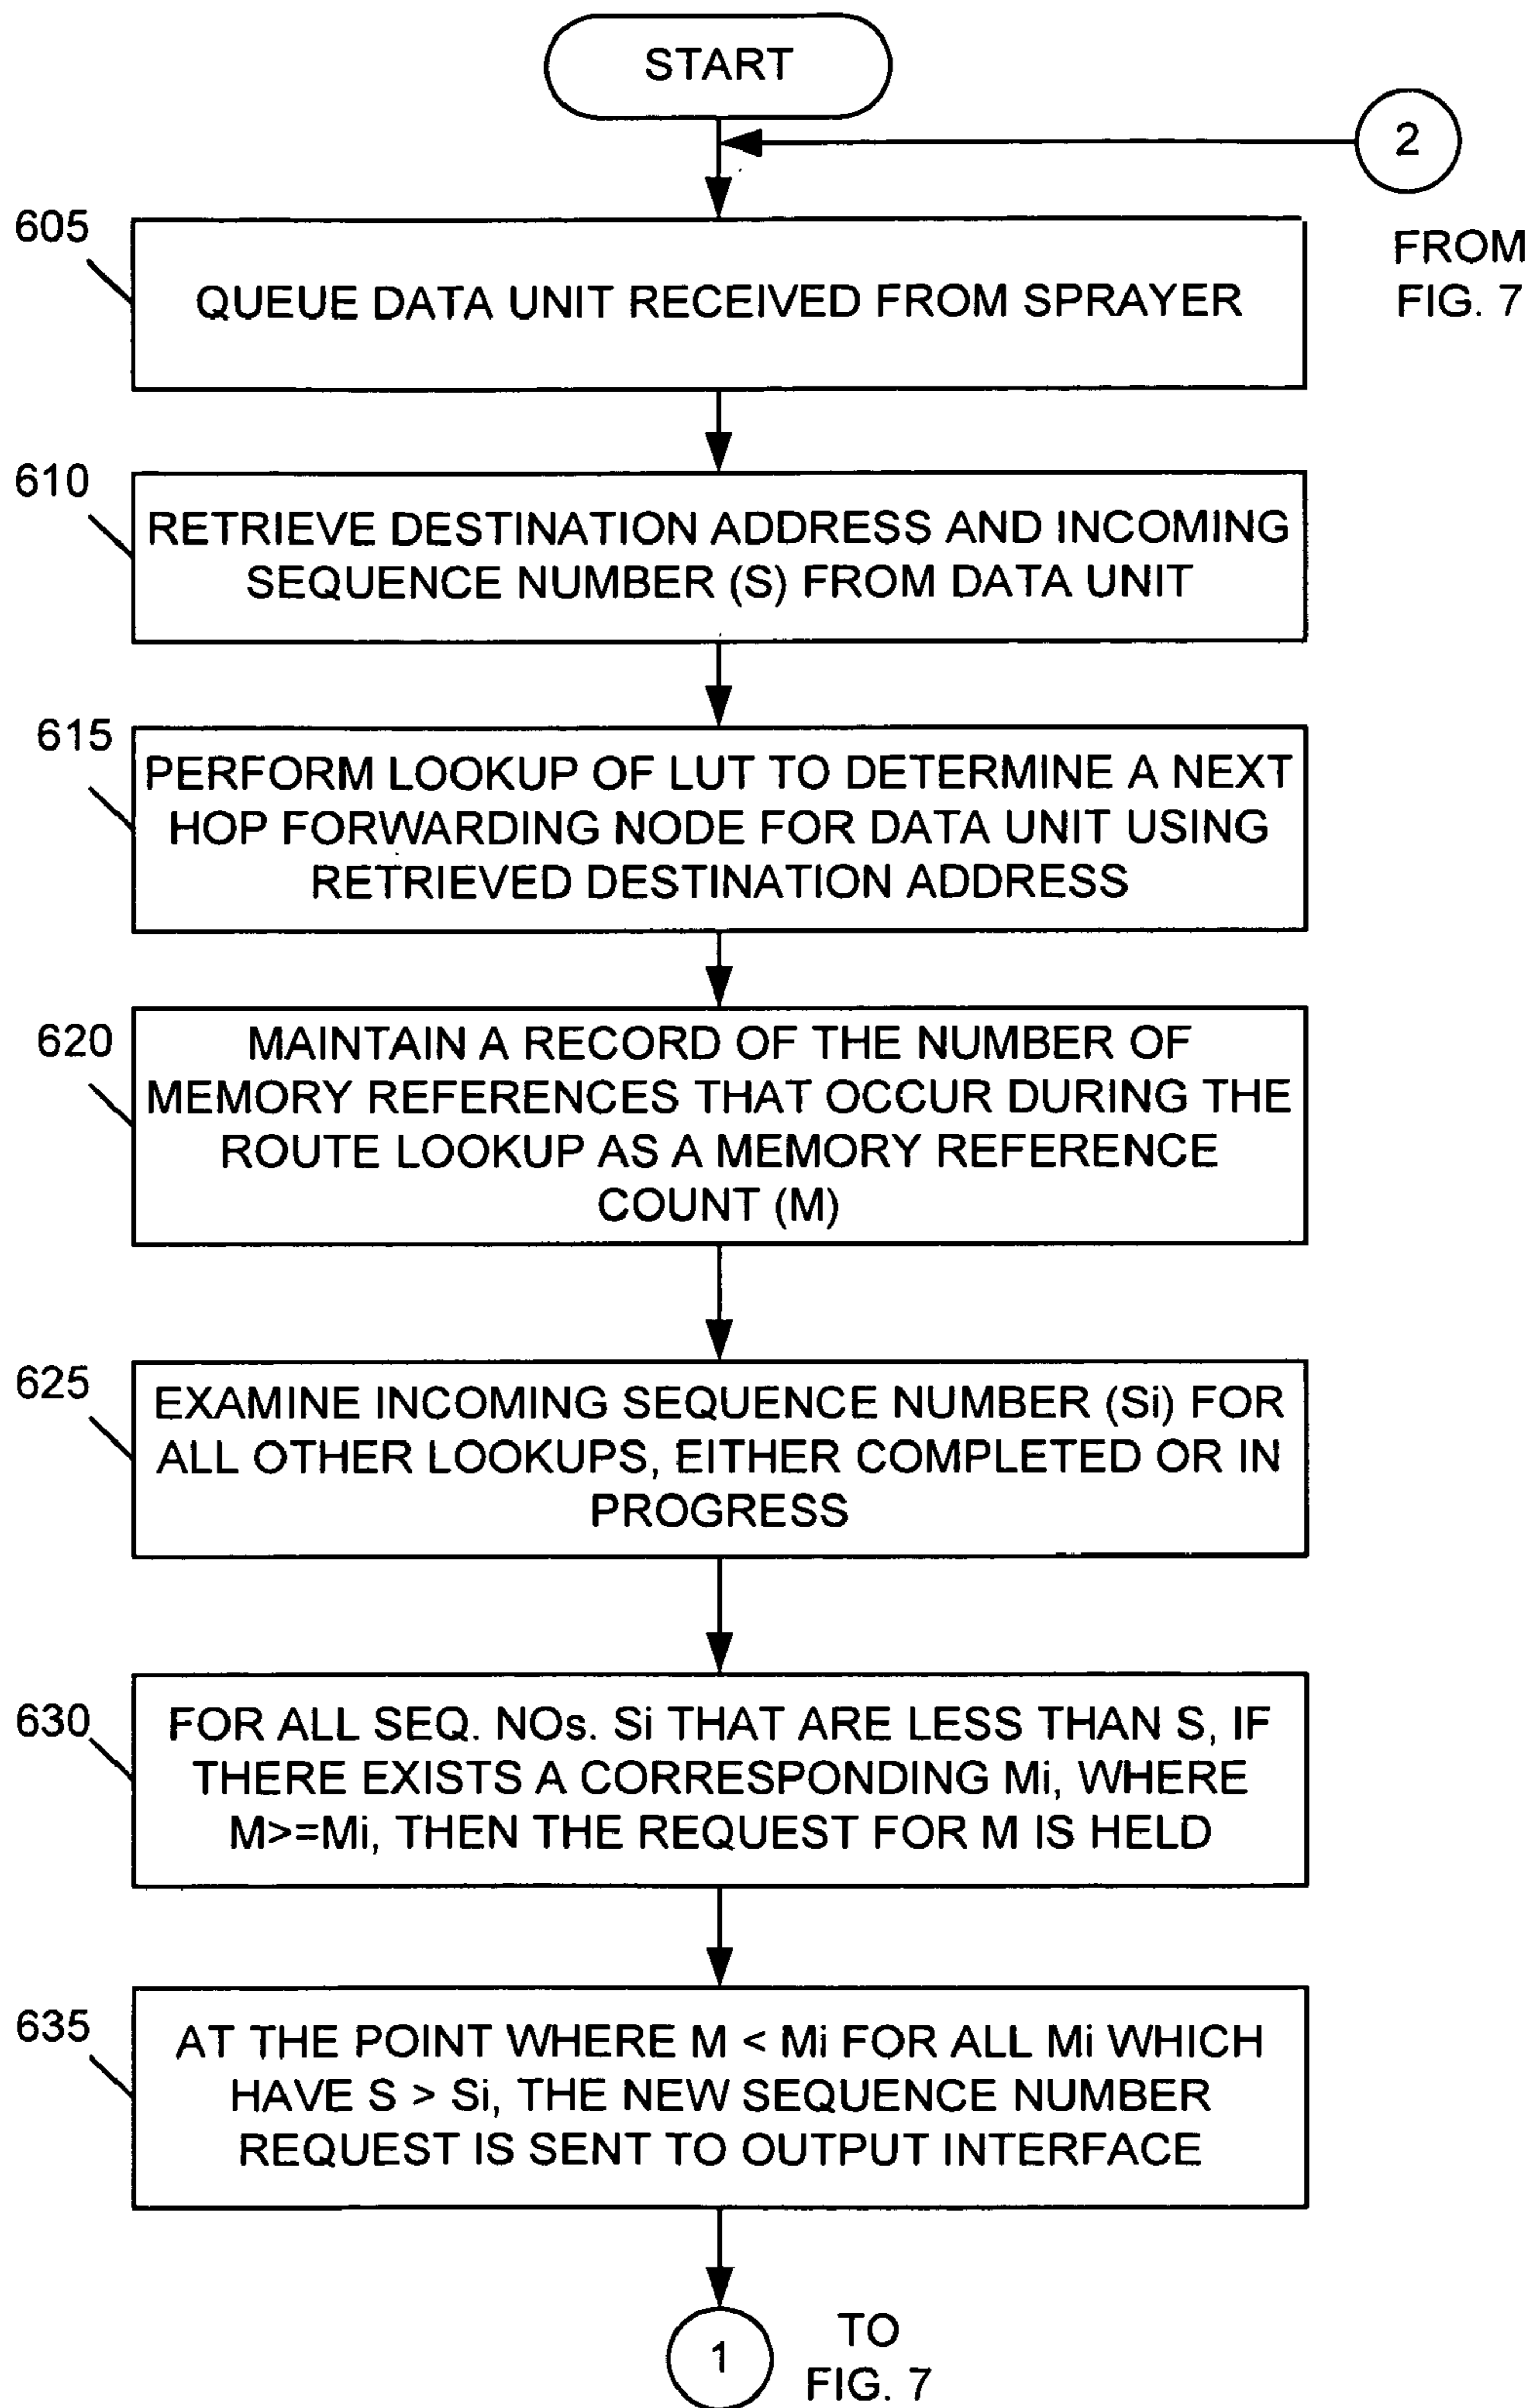 START
2
FROM
FIG. 7
605
QUEUE DATA UNIT RECEIVED FROM SPRAYER
610
RETRIEVE DESTINATION ADDRESS AND INCOMING
SEQUENCE NUMBER (S) FROM DATA UNIT
615
PERFORM LOOKUP OF LUT TO DETERMINE A NEXT
HOP FORWARDING NODE FOR DATA UNIT USING
RETRIEVED DESTINATION ADDRESS
620
MAINTAIN A RECORD OF THE NUMBER OF
MEMORY REFERENCES THAT OCCUR DURING THE
ROUTE LOOKUP AS A MEMORY REFERENCE
COUNT (M)
625
EXAMINE INCOMING SEQUENCE NUMBER (Si) FOR
ALL OTHER LOOKUPS, EITHER COMPLETED OR IN
PROGRESS
630
FOR ALL SEQ. NOs. Si THAT ARE LESS THAN S, IF
THERE EXISTS A CORRESPONDING Mi, WHERE
M>=Mi, THEN THE REQUEST FOR M IS HELD
635
AT THE POINT WHERE M < Mi FOR ALL Mi WHICH
HAVE S > Si, THE NEW SEQUENCE NUMBER
REQUEST IS SENT TO OUTPUT INTERFACE
1
TO
FIG. 7